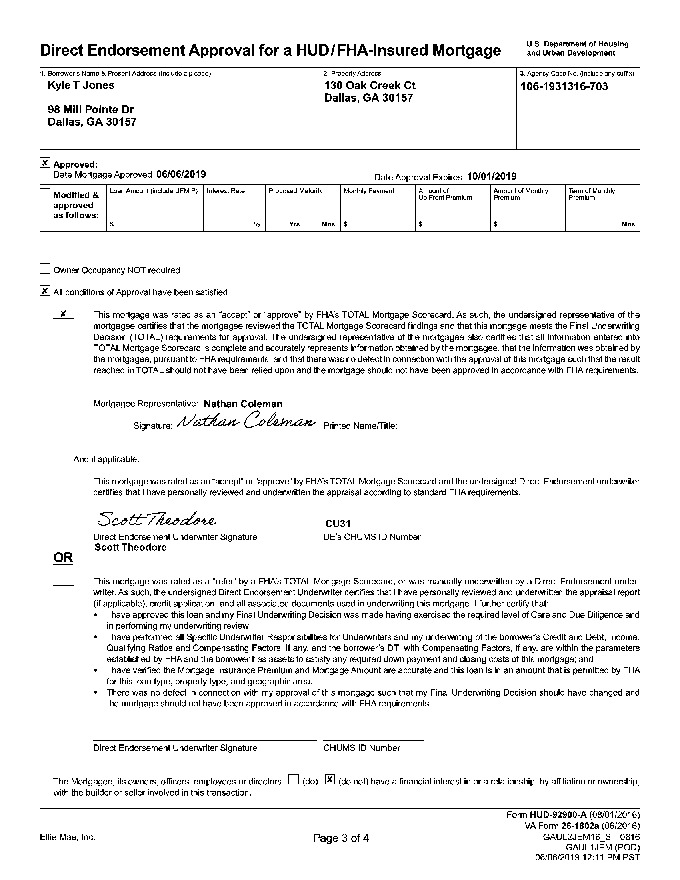 Direct Endorsement Approval for a HUD/FHA-Insured Mortgage
U.S. Department of Housing
and Urban Development
1. Borrower's Name & Present Address (include zip code)
Kyle T Jones
98 Mill Pointe Dr
Dallas, GA 30157
2. Property Address
130 Oak Creek Ct
Dallas, GA 30157
3. Agency Case No. (include any suffix)
106-1931316-703
X Approved:
Date Mortgage Approved 06/06/2019
Date Approval Expires 10/01/2019
Modified &
approved
as follows:
Loan Amount (include UFMIP)
$
Interest Rate
%
Proposed Maturity
Yrs. Mos.
Monthly Payment
$
Amount of
Up Front Premium
$
Amount of Monthly
Premium
$
Term of Monthly
Premium
Mos.
Owner Occupancy NOT required
X All conditions of Approval have been satisfied
X This mortgage was rated as an "accept" or "approve" by FHA's TOTAL Mortgage Scorecard. As such, the undersigned representative of the
mortgagee certifies that the mortgagee reviewed the TOTAL Mortgage Scorecard findings and that this mortgage meets the Final Underwriting
Decision (TOTAL) requirements for approval. The undersigned representative of the mortgagee also certifies that all information entered into
TOTAL Mortgage Scorecard is complete and accurately represents information obtained by the mortgagee, that the information was obtained by
the mortgagee, pursuant to FHA requirements, and that there was no defect in connection with the approval of this mortgage such that the result
reached in TOTAL should not have been relied upon and the mortgage should not have been approved in accordance with FHA requirements.
Mortgagee Representative: Nathan Coleman
Signature: Nathan Coleman Printed Name/Title:
And if applicable:
This mortgage was rated as an "accept" or "approve" by FHA's TOTAL Mortgage Scorecard and the undersigned Direct Endorsement underwriter
certifies that I have personally reviewed and underwritten the appraisal according to standard FHA requirements.
Scott Theodore
CU31
Direct Endorsement Underwriter Signature
DE's CHUMS ID Number
Scott Theodore
OR
This mortgage was rated as a "refer" by a FHA's TOTAL Mortgage Scorecard, or was manually underwritten by a Direct Endorsement under-
writer. As such, the undersigned Direct Endorsement Underwriter certifies that I have personally reviewed and underwritten the appraisal report
(if applicable), credit application, and all associated documents used in underwriting this mortgage. I further certify that:
• I have approved this loan and my Final Underwriting Decision was made having exercised the required level of Care and Due Diligence and
in performing my underwriting review
• I have performed all Specific Underwriter Responsibilities for Underwriters and my underwriting of the borrower's Credit and Debt, Income,
Qualifying Ratios and Compensating Factors, if any, and the borrower's DTI with Compensating Factors, if any, are within the parameters
established by FHA and the borrower has assets to satisfy any required down payment and closing costs of this mortgage; and
• I have verified the Mortgage Insurance Premium and Mortgage Amount are accurate and this loan is in an amount that is permitted by FHA
for this loan type, property type, and geographic area.
• There was no defect in connection with my approval of this mortgage such that my Final Underwriting Decision should have changed and
the mortgage should not have been approved in accordance with FHA requirements.
Direct Endorsement Underwriter Signature
CHUMS ID Number
The Mortgagee, its owners, officers, employees or directors (do) X (do not) have a financial interest in or a relationship, by affiliation or ownership,
with the builder or seller involved in this transaction.
Form HUD-92900-A (08/01/2016)
VA Form 26-1802a (06/2016)
Ellie Mae, Inc.
Page 3 of 4
GAUL2JEM16_S 0816
GAUL1JEM (POD)
06/06/2019 12:11 PM PST